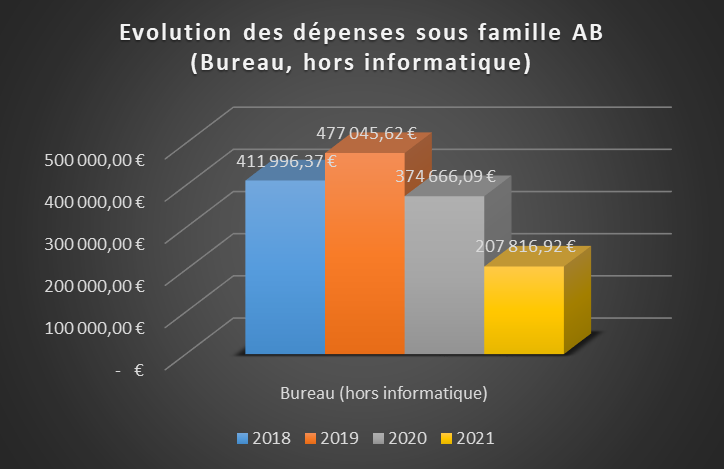 Evolution des dépenses sous famille AB
(Bureau, hors informatique)
477 045,62 €
411 996,37 €
374 666,09 €
207 816,92 €
500 000,00 €
400 000,00 €
300 000,00 €
200 000,00 €
100 000,00 €
- €
Bureau (hors informatique)
2018 2019 2020 2021